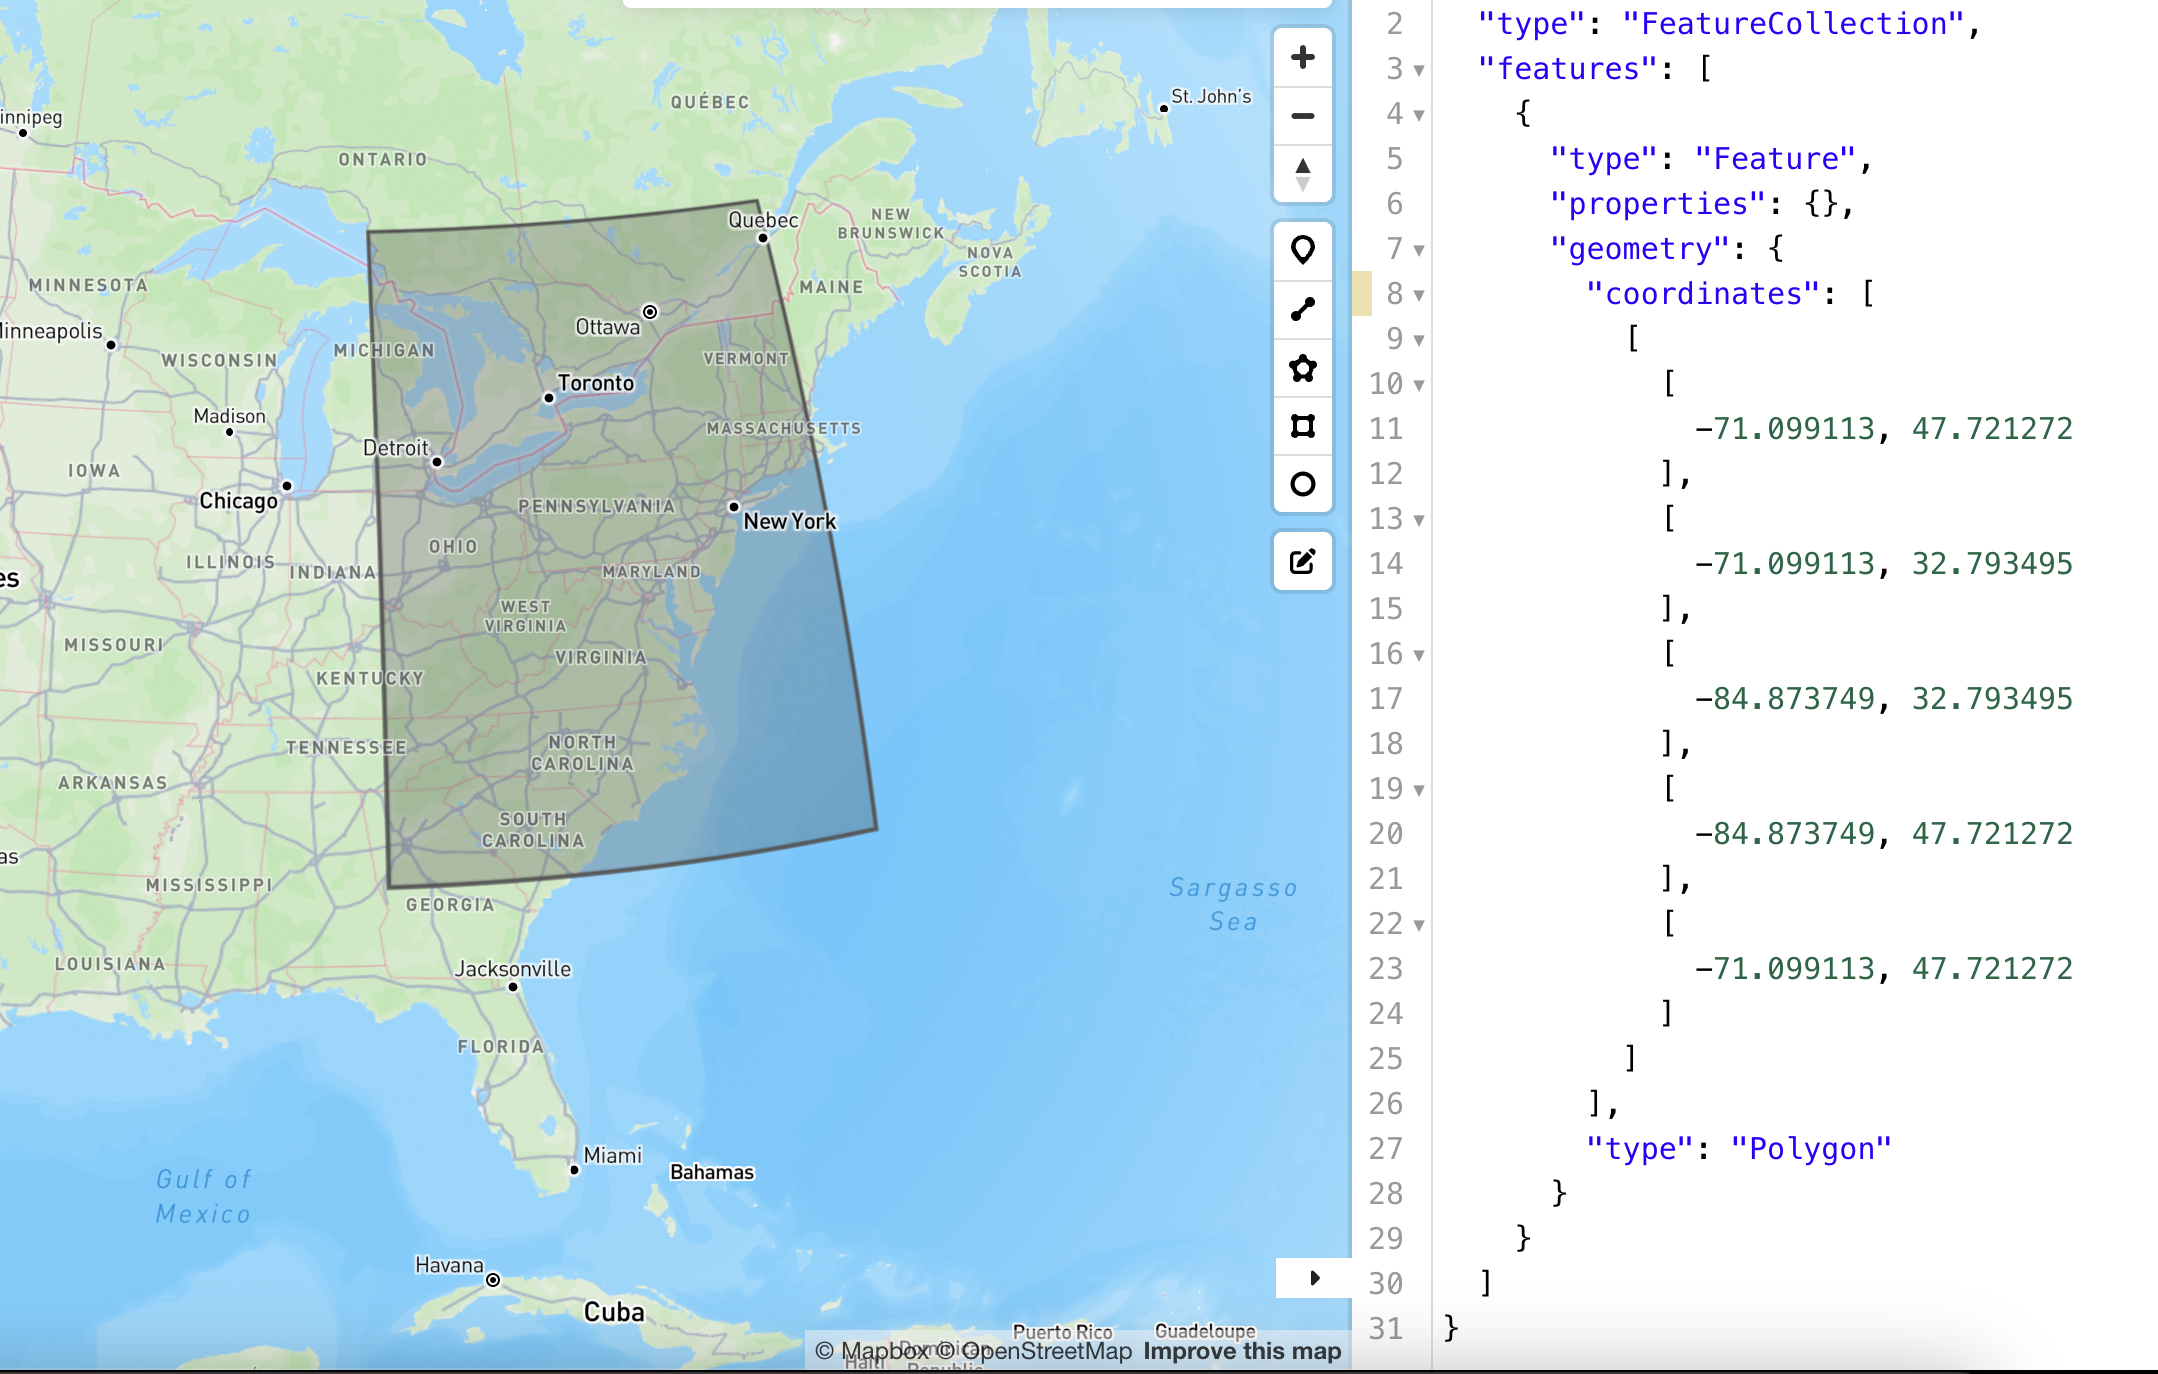 QUÉBEC
St. John's
innipeg
ONTARIO
Quebec
NEW
BRUNSWICK
NOVA
SCOTIA
MINNESOTA
MAINE
Ottawa
inneapolis
MICHIGAN
WISCONSIN
VERMONT
Toronto
Madison
MASSACHUSETTS
Detroit
IOWA
Chicago
PENNSYLVANIA
New York
OHIO
ILLINOIS
INDIANA
MARYLAND
es
WEST
VIRGINIA
MISSOURI
VIRGINIA
KENTUCKY
TENNESSEE
NORTH
CAROLINA
ARKANSAS
SOUTH
CAROLINA
as
MISSISSIPPI
Sargasso
Sea
GEORGIA
LOUISIANA
Jacksonville
FLORIDA
Miami
Bahamas
Gulf of
Mexico
Havana
Cuba
Puerto Rico
Guadeloupe
© Mapbox © OpenStreetMap Improve this map
Haiti
Dominican
Republic
2 "type": "FeatureCollection",
3 "features": [
4 {
5 "type": "Feature",
6 "properties": {},
7 "geometry": {
8 "coordinates": [
9 [
10 [
11 -71.099113, 47.721272
12 ],
13 [
14 -71.099113, 32.793495
15 ],
16 [
17 -84.873749, 32.793495
18 ],
19 [
20 -84.873749, 47.721272
21 ],
22 [
23 -71.099113, 47.721272
24 ]
25 ]
26 ],
27 "type": "Polygon"
28 }
29 }
30 ]
31 }